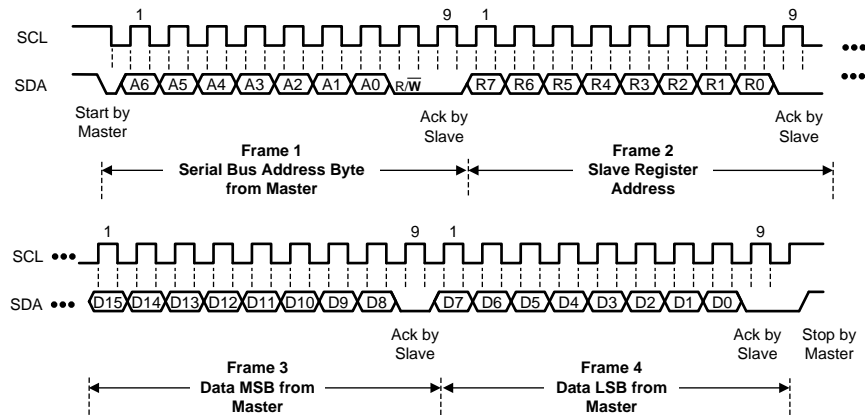 1 9 1 9
SCL •••
SDA A6 A5 A4 A3 A2 A1 A0 R/W̅ R7 R6 R5 R4 R3 R2 R1 R0 •••
Start by
Master
Ack by
Slave
Ack by
Slave
Frame 1
Serial Bus Address Byte
from Master
Frame 2
Slave Register
Address
1 9 1 9
SCL •••
SDA ••• D15 D14 D13 D12 D11 D10 D9 D8 D7 D6 D5 D4 D3 D2 D1 D0
Ack by
Slave
Ack by
Slave
Stop by
Master
Frame 3
Data MSB from
Master
Frame 4
Data LSB from
Master